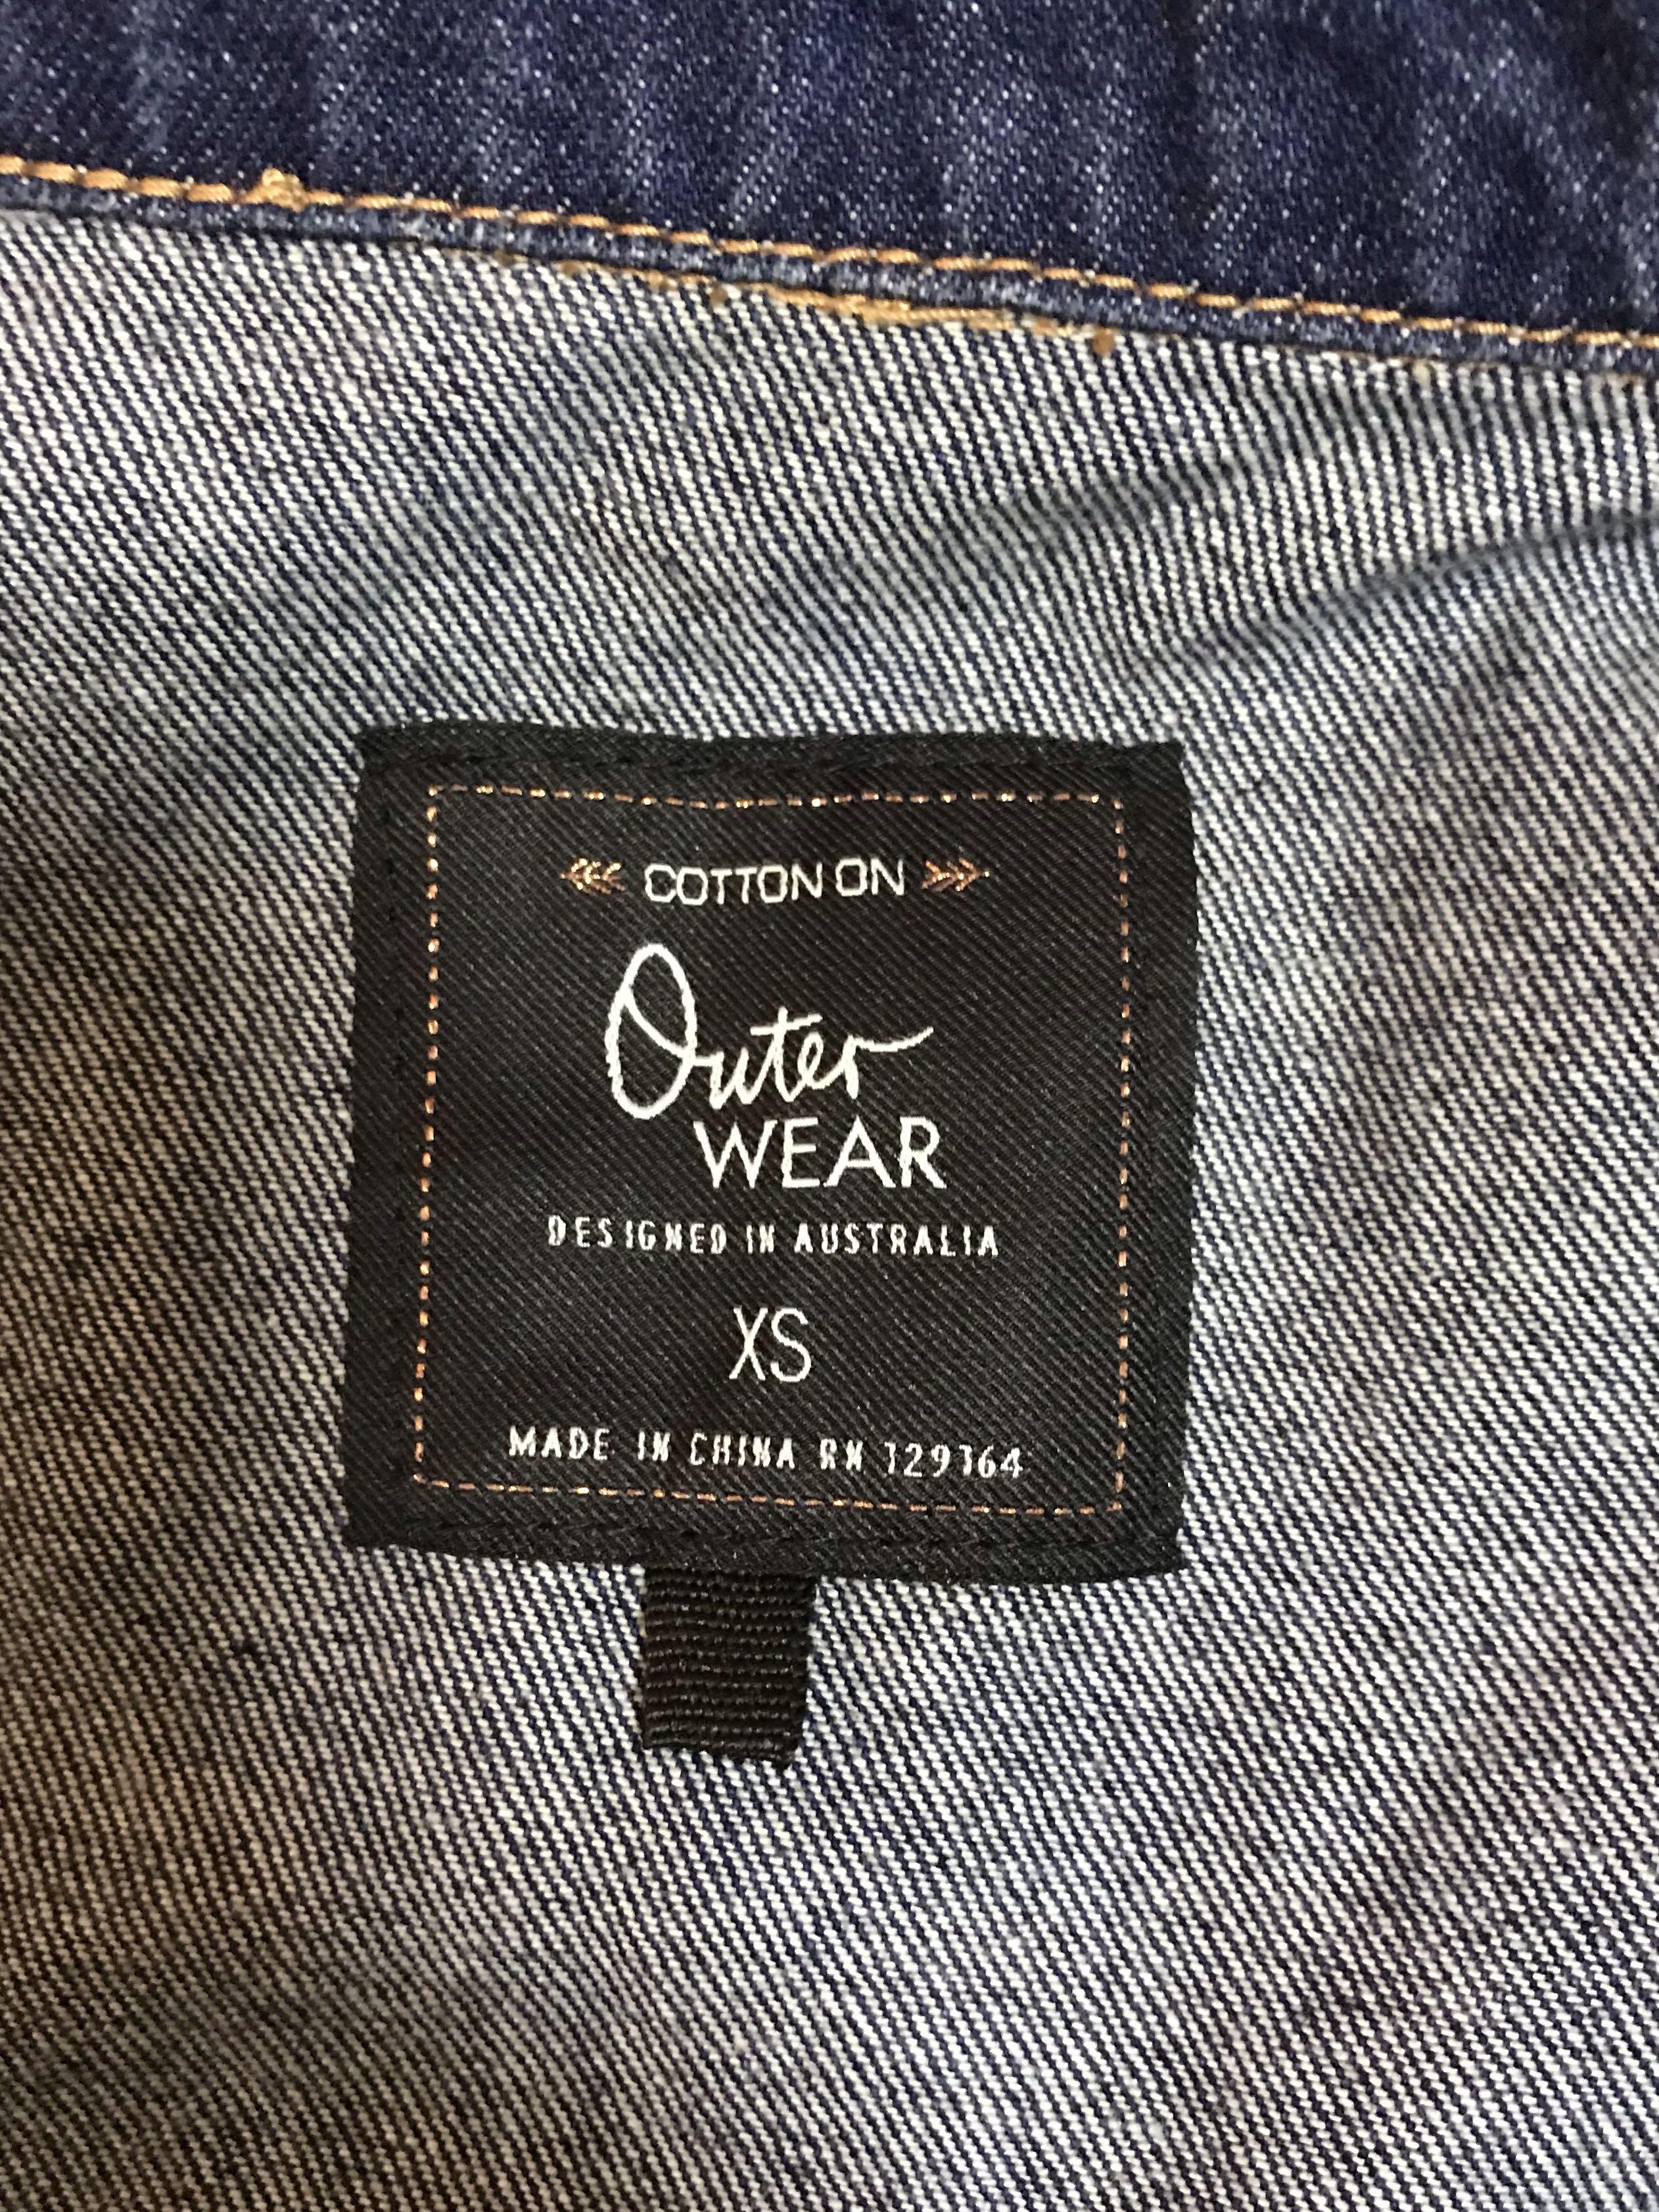 COTTON ON
Outer
WEAR
DESIGNED IN AUSTRALIA
XS
MADE IN CHINA RN 129164